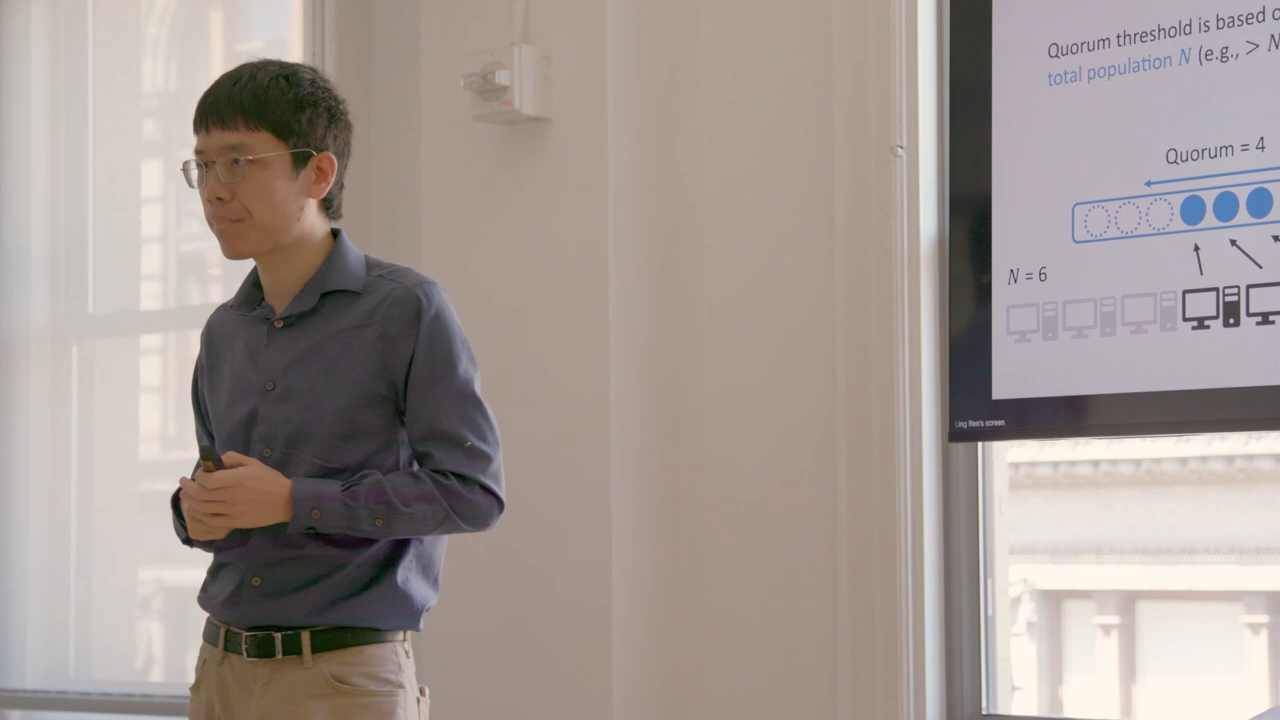 Quorum threshold is based
total population N (e.g., > N
Quorum = 4
N = 6
Ling Ren's screen